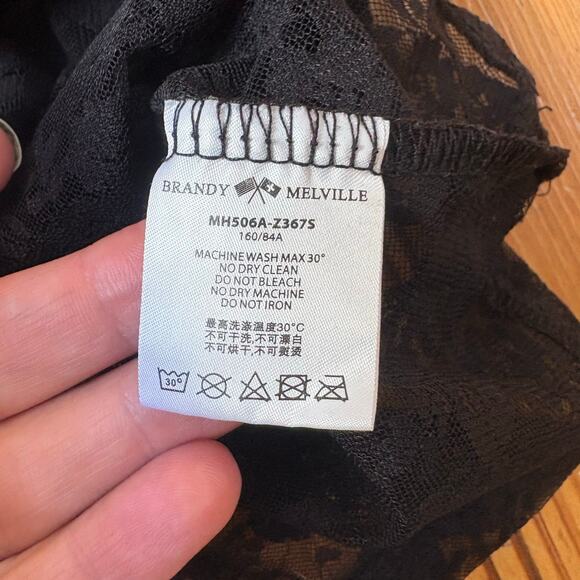 BRANDY MELVILLE
MH506A-Z367S
160/84A
MACHINE WASH MAX 30°
NO DRY CLEAN
DO NOT BLEACH
NO DRY MACHINE
DO NOT IRON
最高洗涤温度30°C
不可干洗,不可漂白
不可烘干,不可熨烫
30°